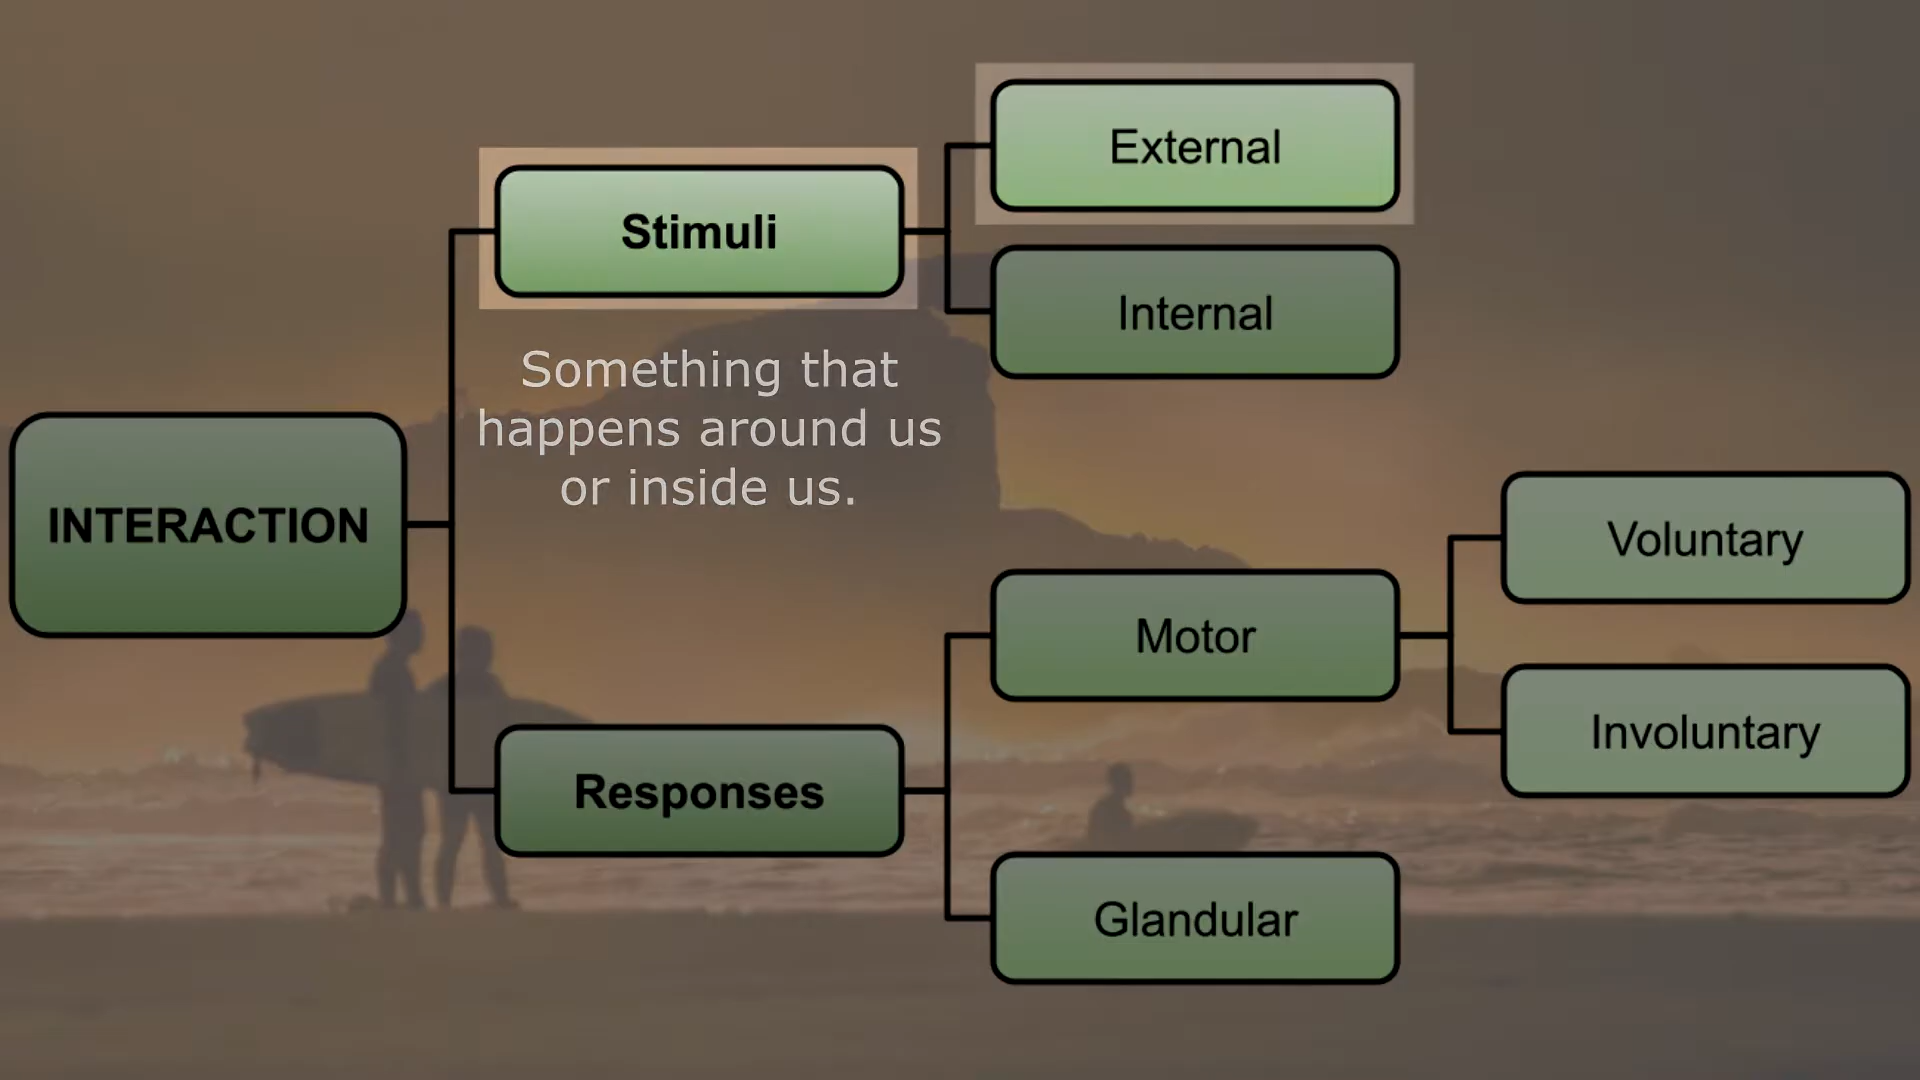 External
Stimuli
Internal
Something that
happens around us
or inside us.
INTERACTION
Voluntary
Motor
Involuntary
Responses
Glandular